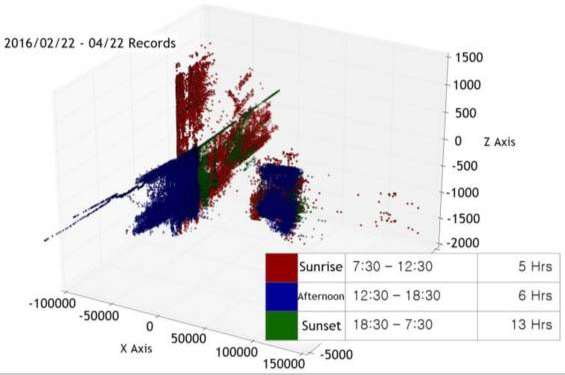 2016/02/22 - 04/22 Records
1500
1000
500
0
Z Axis
-500
-1000
-1500
-2000
Sunrise 7:30 - 12:30 5 Hrs
Afternoon 12:30 - 18:30 6 Hrs
Sunset 18:30 - 7:30 13 Hrs
-100000
-50000
0
50000
100000
150000
X Axis
-5000